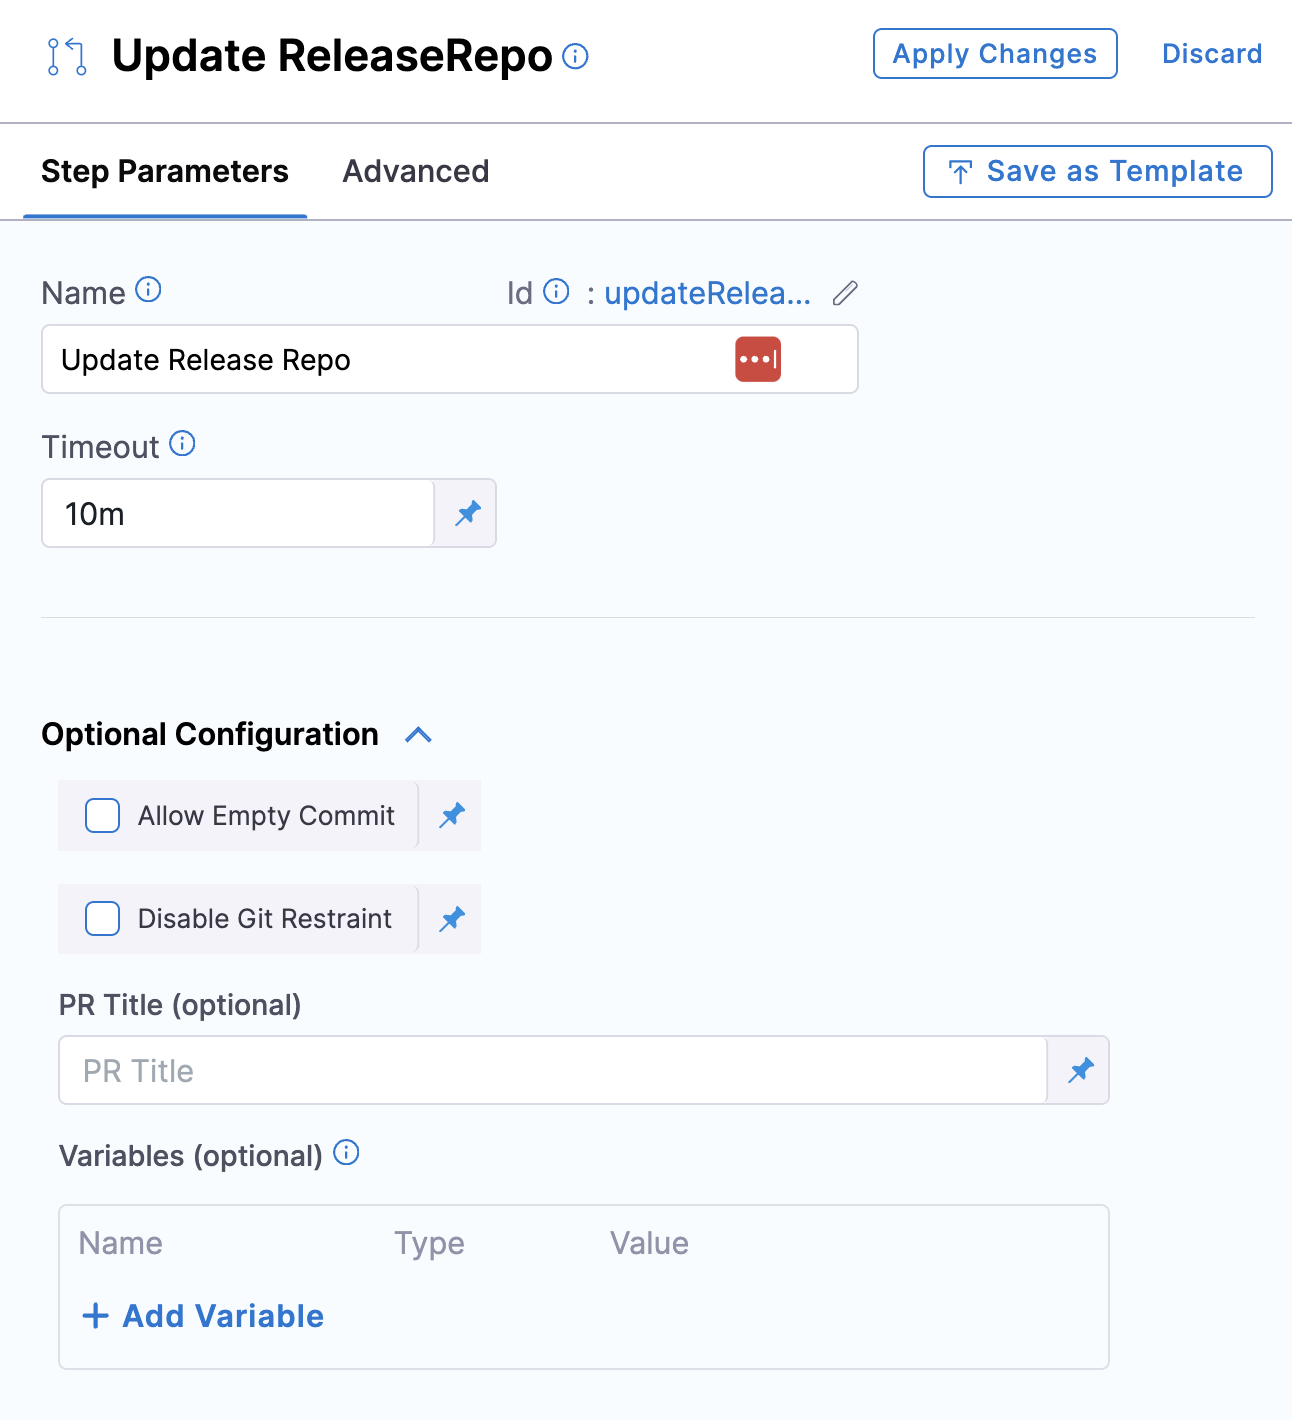 Update ReleaseRepo
Apply Changes
Discard
Step Parameters
Advanced
Save as Template
Name
Id : updateRelea...
Update Release Repo
Timeout
10m
Optional Configuration
Allow Empty Commit
Disable Git Restraint
PR Title (optional)
PR Title
Variables (optional)
Name Type Value
+ Add Variable